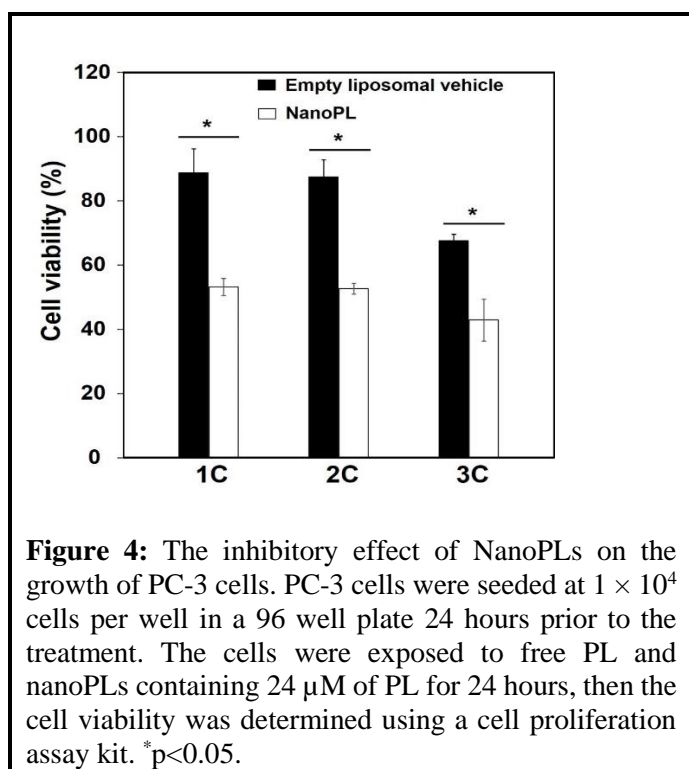 120
100
80
60
40
20
0
Cell viability (%)
Empty liposomal vehicle
NanoPL
*
*
*
1C 2C 3C
Figure 4: The inhibitory effect of NanoPLs on the
growth of PC-3 cells. PC-3 cells were seeded at 1 × 10⁴
cells per well in a 96 well plate 24 hours prior to the
treatment. The cells were exposed to free PL and
nanoPLs containing 24 µM of PL for 24 hours, then the
cell viability was determined using a cell proliferation
assay kit. *p<0.05.